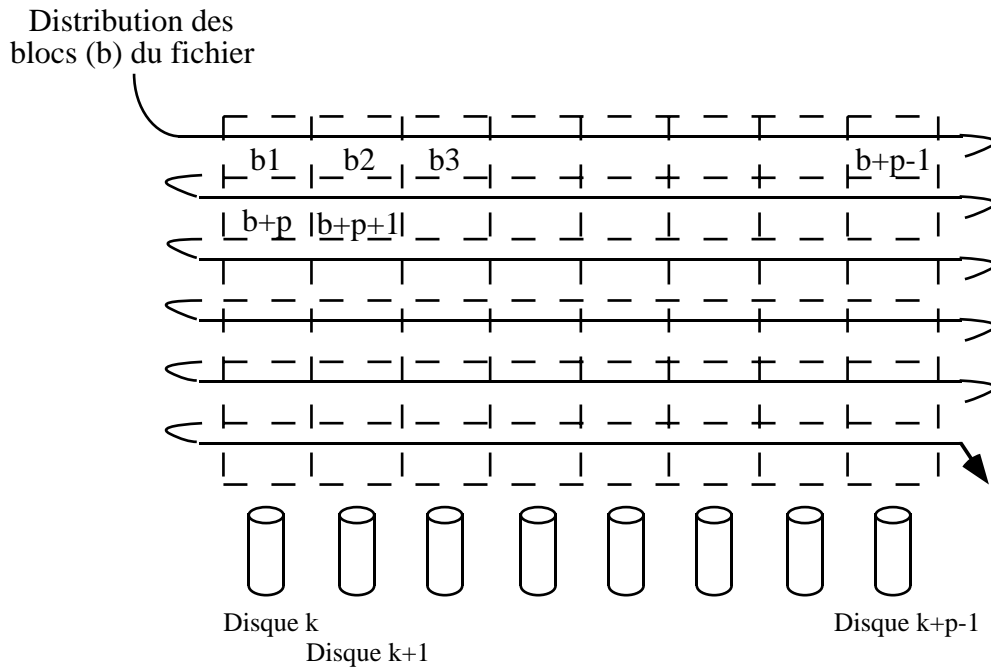 Distribution des
blocs (b) du fichier
b1 b2 b3 b+p-1
b+p b+p+1
Disque k
Disque k+1
Disque k+p-1